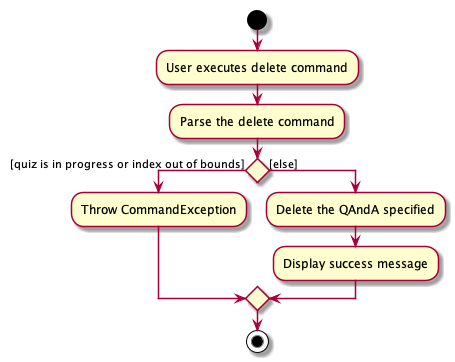 User executes delete command
Parse the delete command
[quiz is in progress or index out of bounds]
[else]
Throw CommandException
Delete the QAndA specified
Display success message